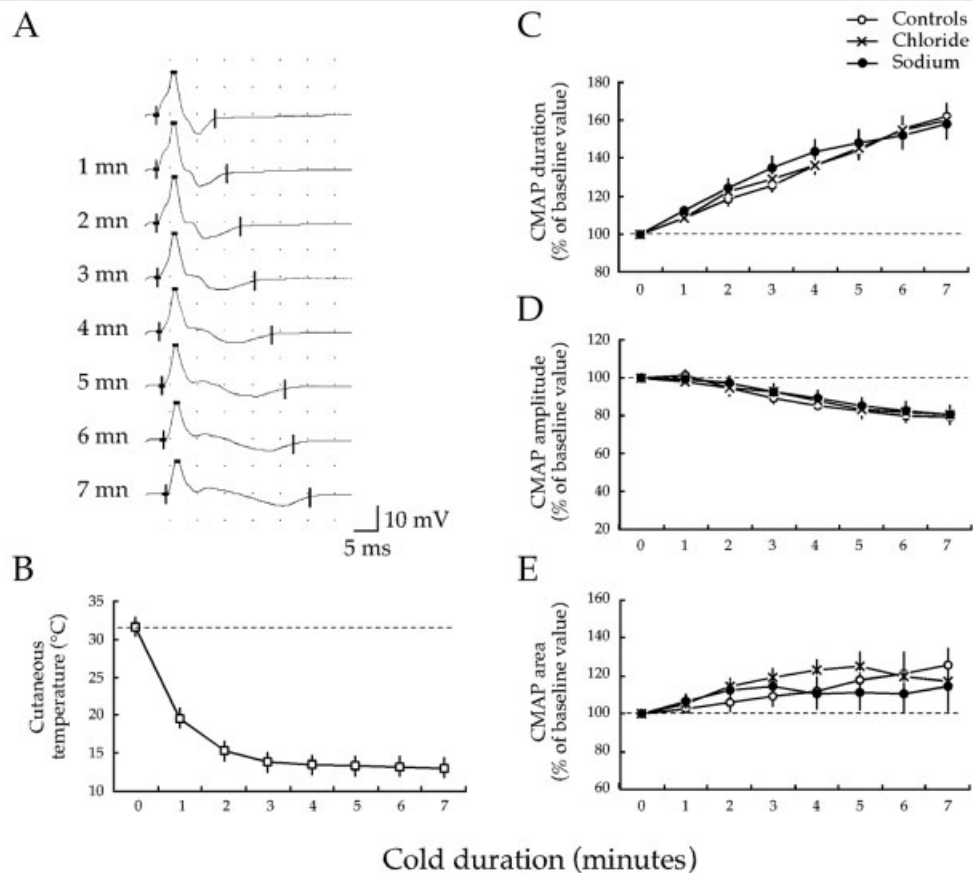 A
1 mn
2 mn
3 mn
4 mn
5 mn
6 mn
7 mn
10 mV
5 ms
B
Cutaneous
temperature (°C)
35
30
25
20
15
10
0 1 2 3 4 5 6 7
C
Controls
Chloride
Sodium
CMAP duration
(% of baseline value)
180
160
140
120
100
80
0 1 2 3 4 5 6 7
D
CMAP amplitude
(% of baseline value)
120
100
80
60
40
20
0 1 2 3 4 5 6 7
E
CMAP area
(% of baseline value)
160
140
120
100
80
60
0 1 2 3 4 5 6 7
Cold duration (minutes)